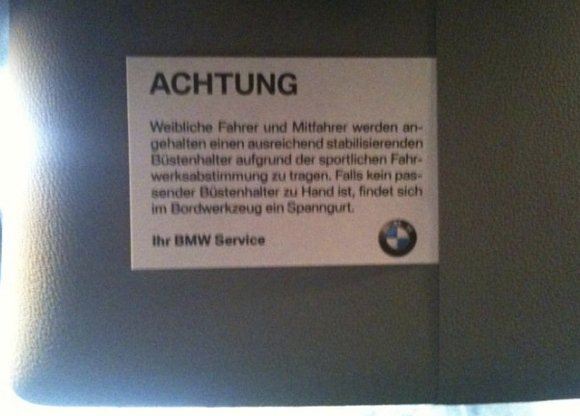 ACHTUNG
Weibliche Fahrer und Mitfahrer werden an-
gehalten einen ausreichend stabilisierenden
Büstenhalter aufgrund der sportlichen Fahr-
werksabstimmung zu tragen. Falls kein pas-
sender Büstenhalter zu Hand ist, findet sich
im Bordwerkzeug ein Spanngurt.
Ihr BMW Service
BMW